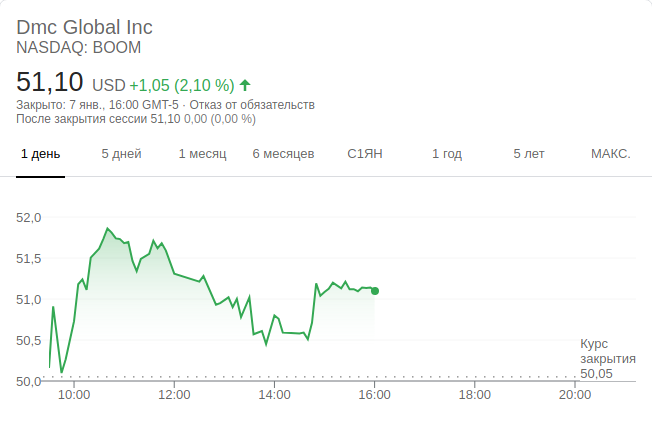 Dmc Global Inc
NASDAQ: BOOM
51,10 USD +1,05 (2,10 %)
Закрыто: 7 янв., 16:00 GMT-5 · Отказ от обязательств
После закрытия сессии 51,10 0,00 (0,00 %)
1 день 5 дней 1 месяц 6 месяцев С1ЯН 1 год 5 лет МАКС.
52,0
51,5
51,0
50,5
50,0
Курс
закрытия
50,05
10:00 12:00 14:00 16:00 18:00 20:00